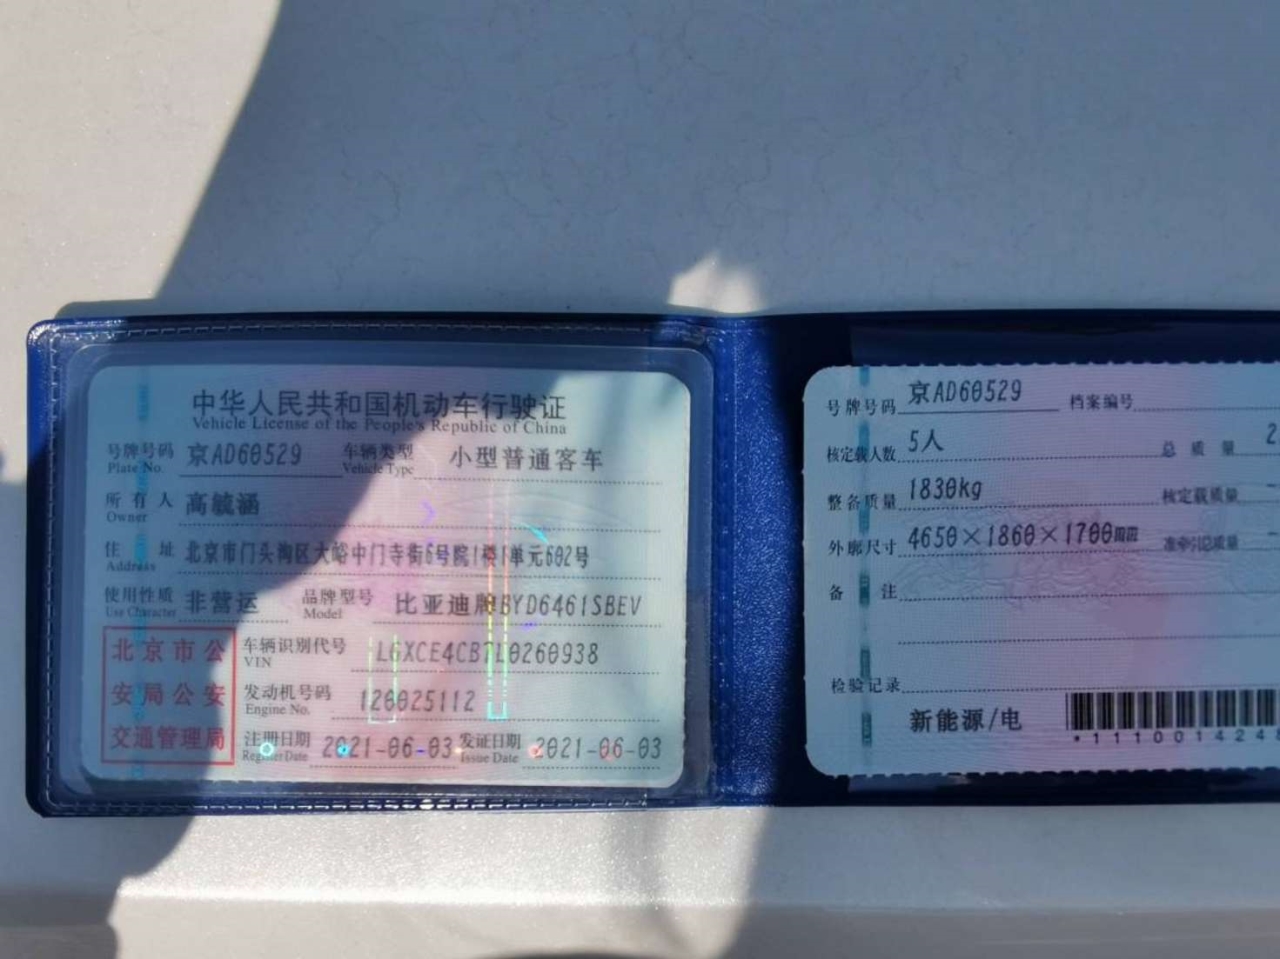 中华人民共和国机动车行驶证
Vehicle License of the People's Republic of China
号牌号码 京AD60529 车辆类型 小型普通客车
Plate No. Vehicle Type
所有人 高毓涵
Owner
住址 北京市门头沟区大峪中门寺街6号院1楼1单元602号
Address
使用性质 非营运 品牌型号 比亚迪牌BYD6461SBEV
Use Character Model
北京市公
安局公安
交通管理局
车辆识别代号 LGXCE4CB7L0260938
VIN
发动机号码 120025112
Engine No.
注册日期 2021-06-03 发证日期 2021-06-03
Register Date Issue Date
号牌号码 京AD60529 档案编号
核定载人数 5人 总质量 2
整备质量 1830kg 核定载质量 -
外廓尺寸 4650×1860×1700mm 准牵引总质量 -
备注
检验记录
新能源/电
*1110014248